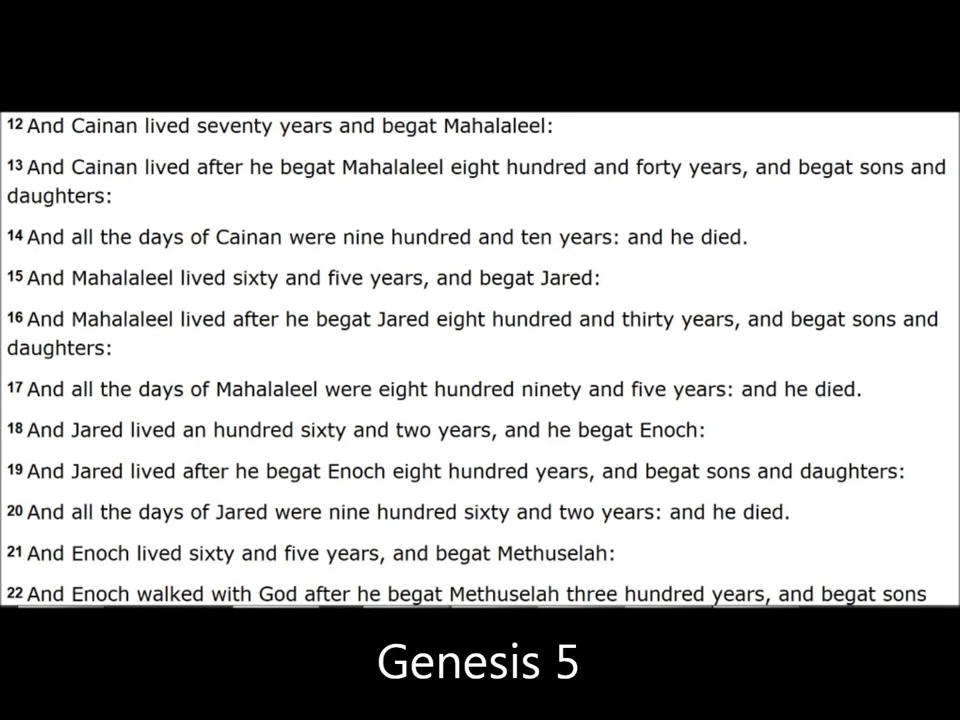 12 And Cainan lived seventy years and begat Mahalaleel:
13 And Cainan lived after he begat Mahalaleel eight hundred and forty years, and begat sons and
daughters:
14 And all the days of Cainan were nine hundred and ten years: and he died.
15 And Mahalaleel lived sixty and five years, and begat Jared:
16 And Mahalaleel lived after he begat Jared eight hundred and thirty years, and begat sons and
daughters:
17 And all the days of Mahalaleel were eight hundred ninety and five years: and he died.
18 And Jared lived an hundred sixty and two years, and he begat Enoch:
19 And Jared lived after he begat Enoch eight hundred years, and begat sons and daughters:
20 And all the days of Jared were nine hundred sixty and two years: and he died.
21 And Enoch lived sixty and five years, and begat Methuselah:
22 And Enoch walked with God after he begat Methuselah three hundred years, and begat sons
Genesis 5